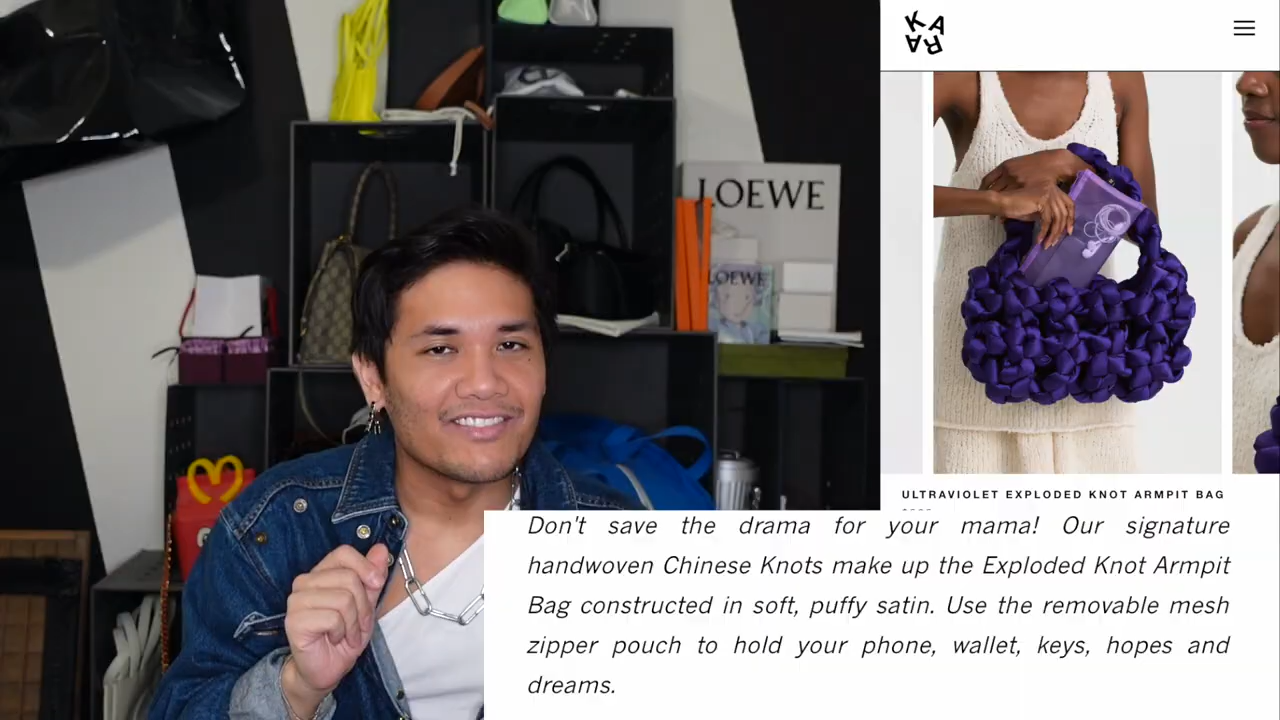 KARA
LOEWE
LOEWE
ULTRAVIOLET EXPLODED KNOT ARMPIT BAG
Don't save the drama for your mama! Our signature
handwoven Chinese Knots make up the Exploded Knot Armpit
Bag constructed in soft, puffy satin. Use the removable mesh
zipper pouch to hold your phone, wallet, keys, hopes and
dreams.